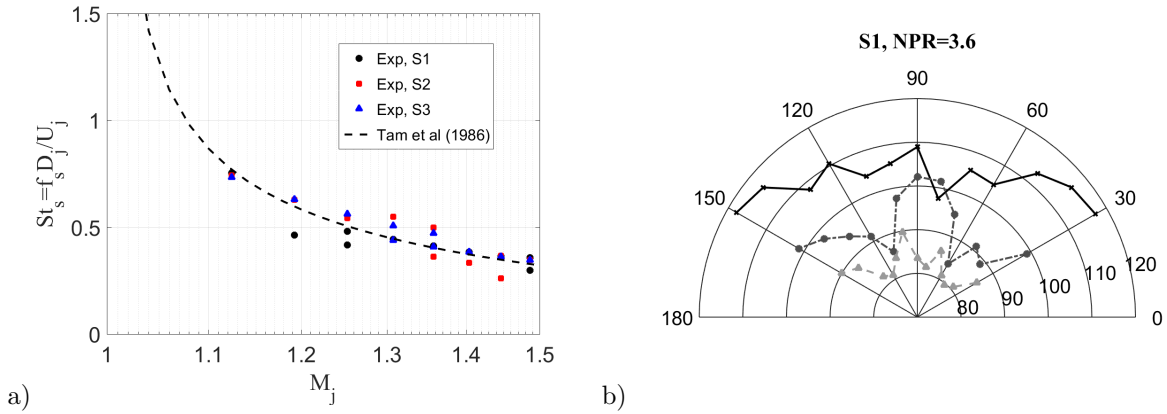 1.5
1
0.5
0
St_s=f_s D_j/U_j
Exp, S1
Exp, S2
Exp, S3
Tam et al (1986)
1 1.1 1.2 1.3 1.4 1.5
M_j
a)
S1, NPR=3.6
90
120 60
150 30
180 80 90 100 110 120 0
b)